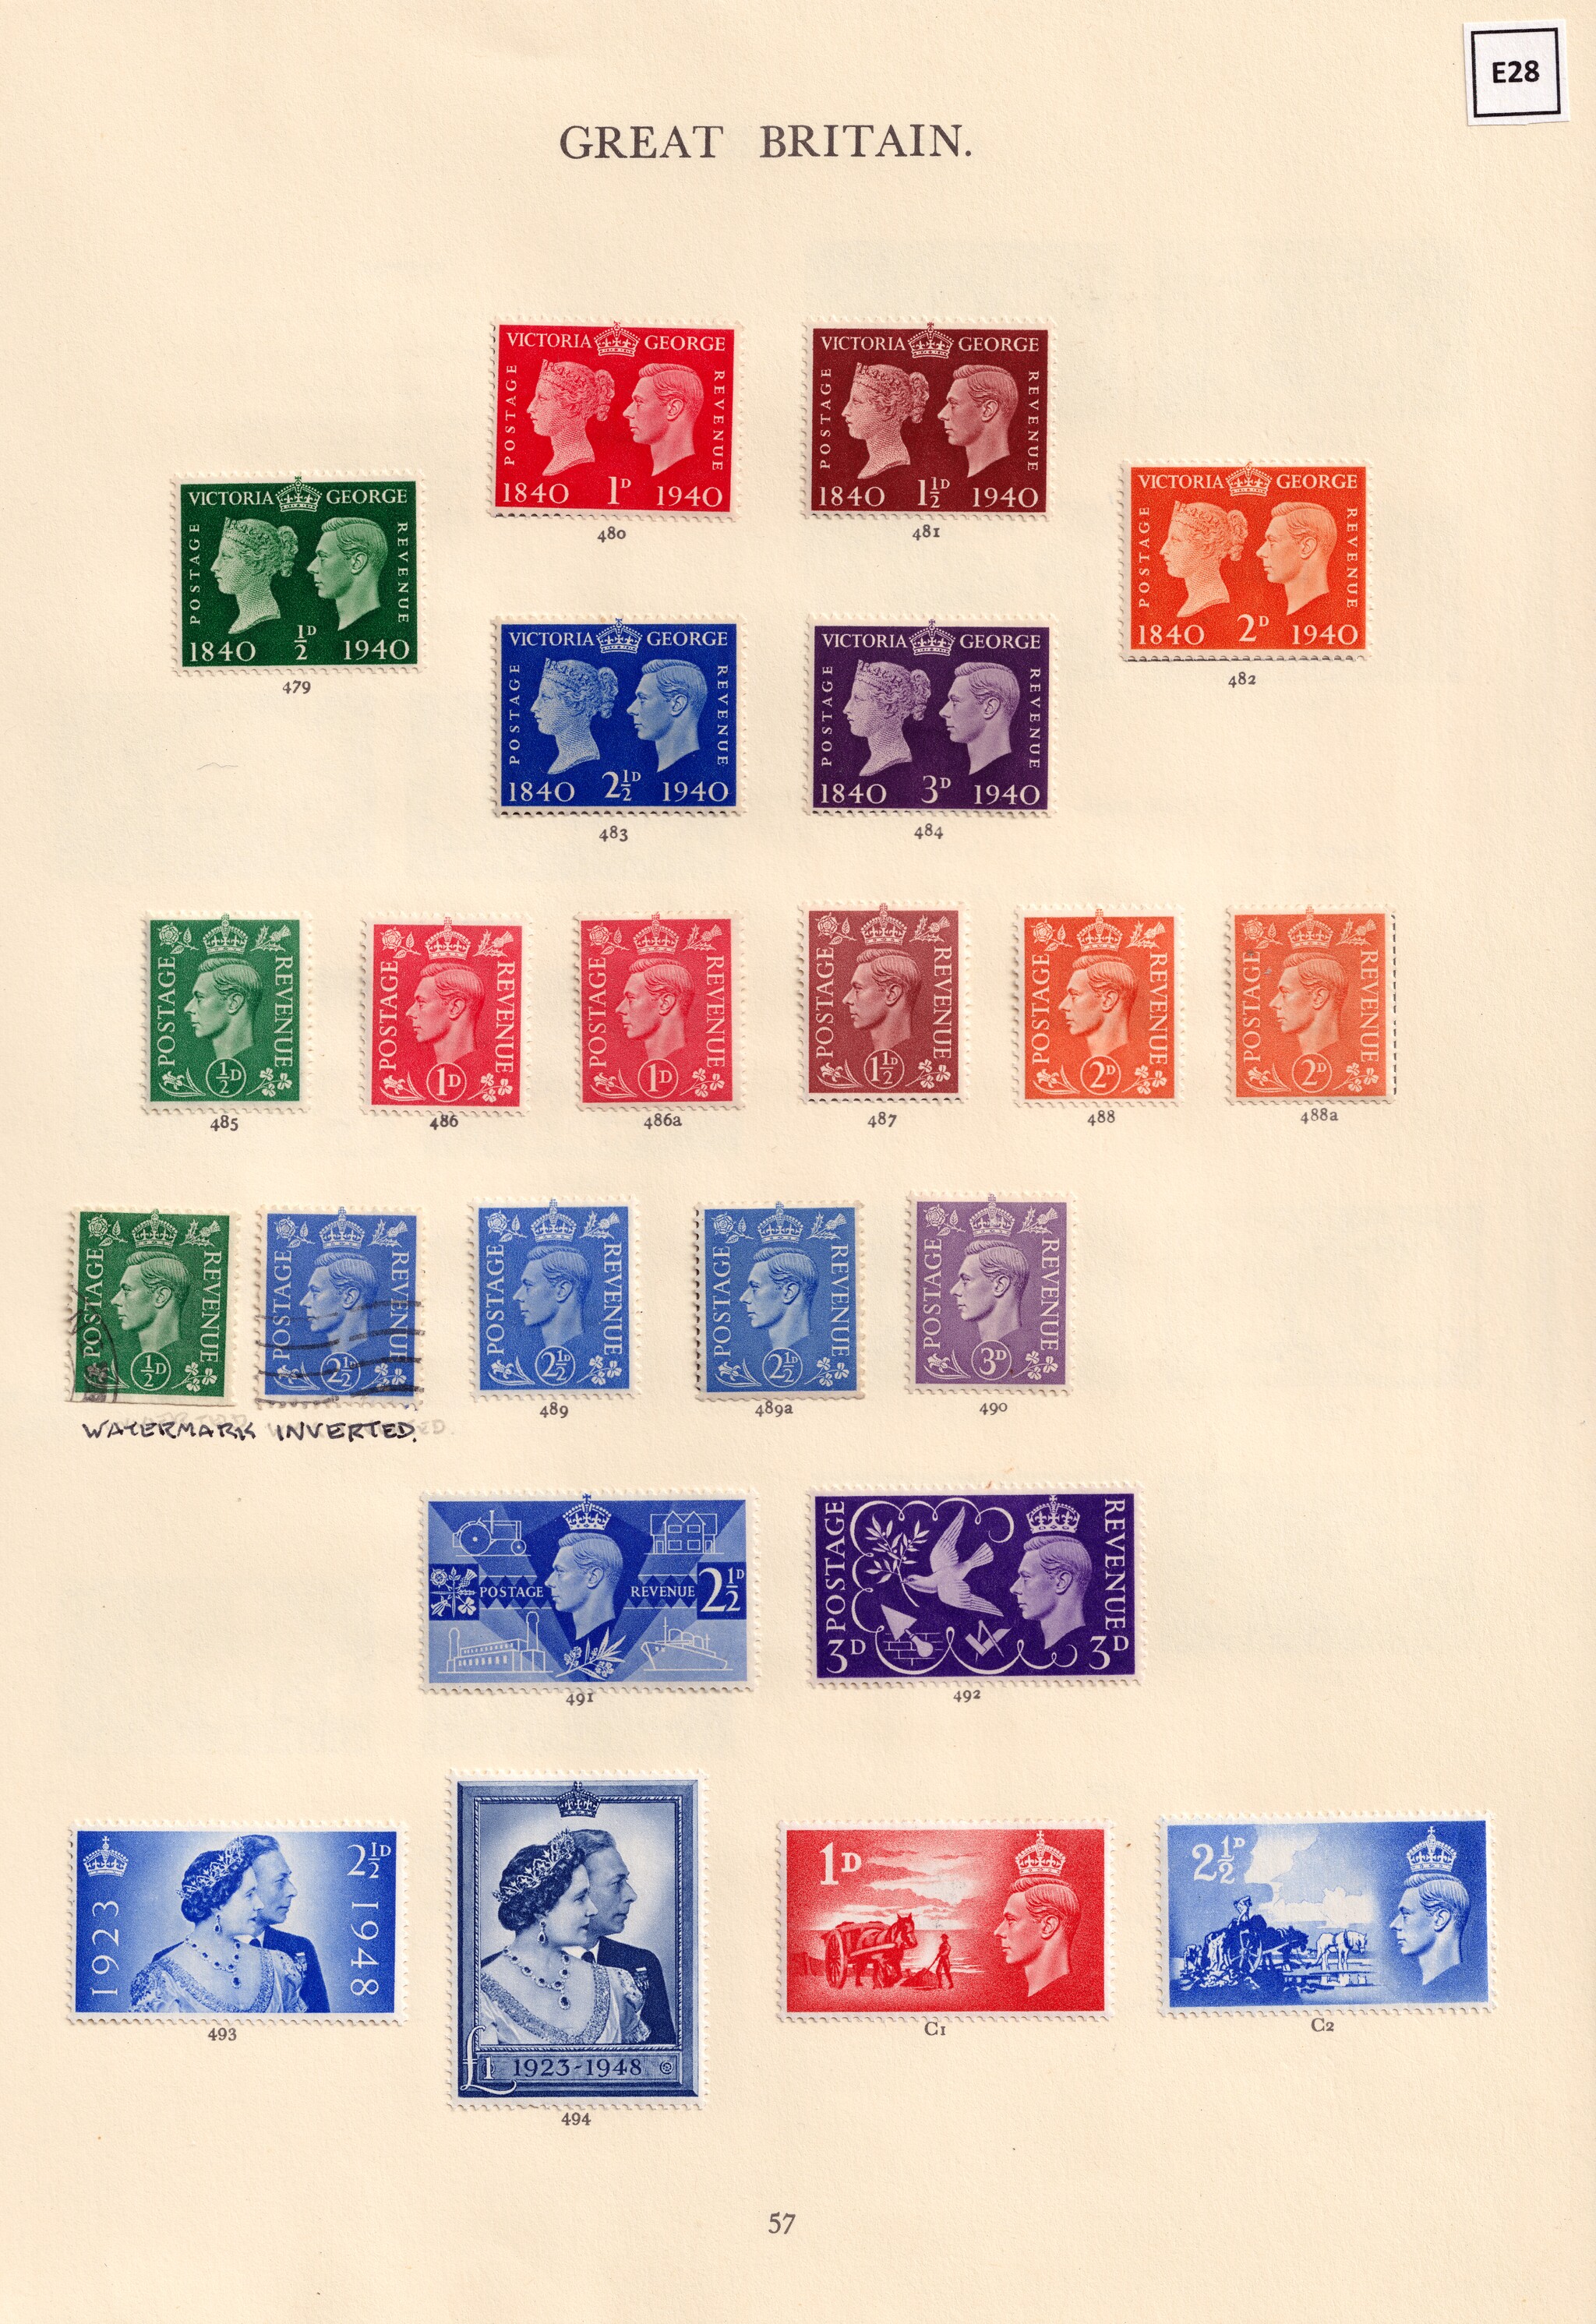 E28
GREAT BRITAIN.
VICTORIA GEORGE
POSTAGE
REVENUE
1840 1D 1940
480
VICTORIA GEORGE
POSTAGE
REVENUE
1840 1½D 1940
481
VICTORIA GEORGE
POSTAGE
REVENUE
1840 ½D 1940
479
VICTORIA GEORGE
POSTAGE
REVENUE
1840 2D 1940
482
VICTORIA GEORGE
POSTAGE
REVENUE
1840 2½D 1940
483
VICTORIA GEORGE
POSTAGE
REVENUE
1840 3D 1940
484
POSTAGE
REVENUE
½D
485
POSTAGE
REVENUE
1D
486
POSTAGE
REVENUE
1D
486a
POSTAGE
REVENUE
1½D
487
POSTAGE
REVENUE
2D
488
POSTAGE
REVENUE
2D
488a
POSTAGE
REVENUE
½D
POSTAGE
REVENUE
2½D
WATERMARK INVERTED.
POSTAGE
REVENUE
2½D
489
POSTAGE
REVENUE
2½D
489a
POSTAGE
REVENUE
3D
490
POSTAGE REVENUE 2½D
491
POSTAGE
REVENUE
3D 3D
492
2½D
1923
1948
493
£1 1923-1948
494
1D
C1
2½D
C2
57